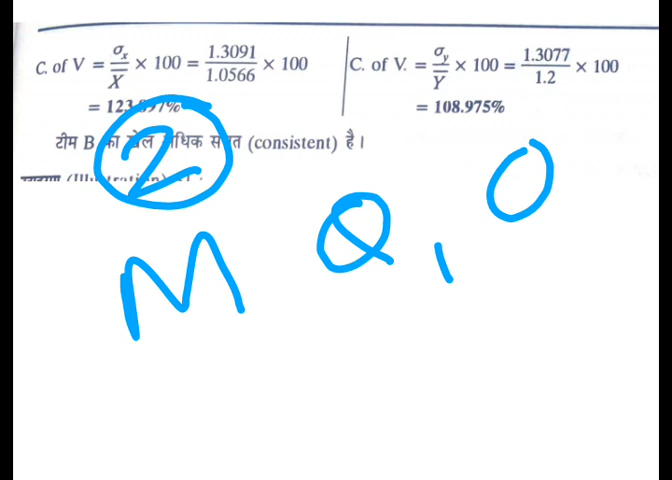 C. of V = σx/X̄ × 100 = 1.3091/1.0566 × 100 C. of V. = σy/Ȳ × 100 = 1.3077/1.2 × 100
= 123. 97% = 108.975%
टीम B का खेल अधिक (consistent) है।
2
M Q, O